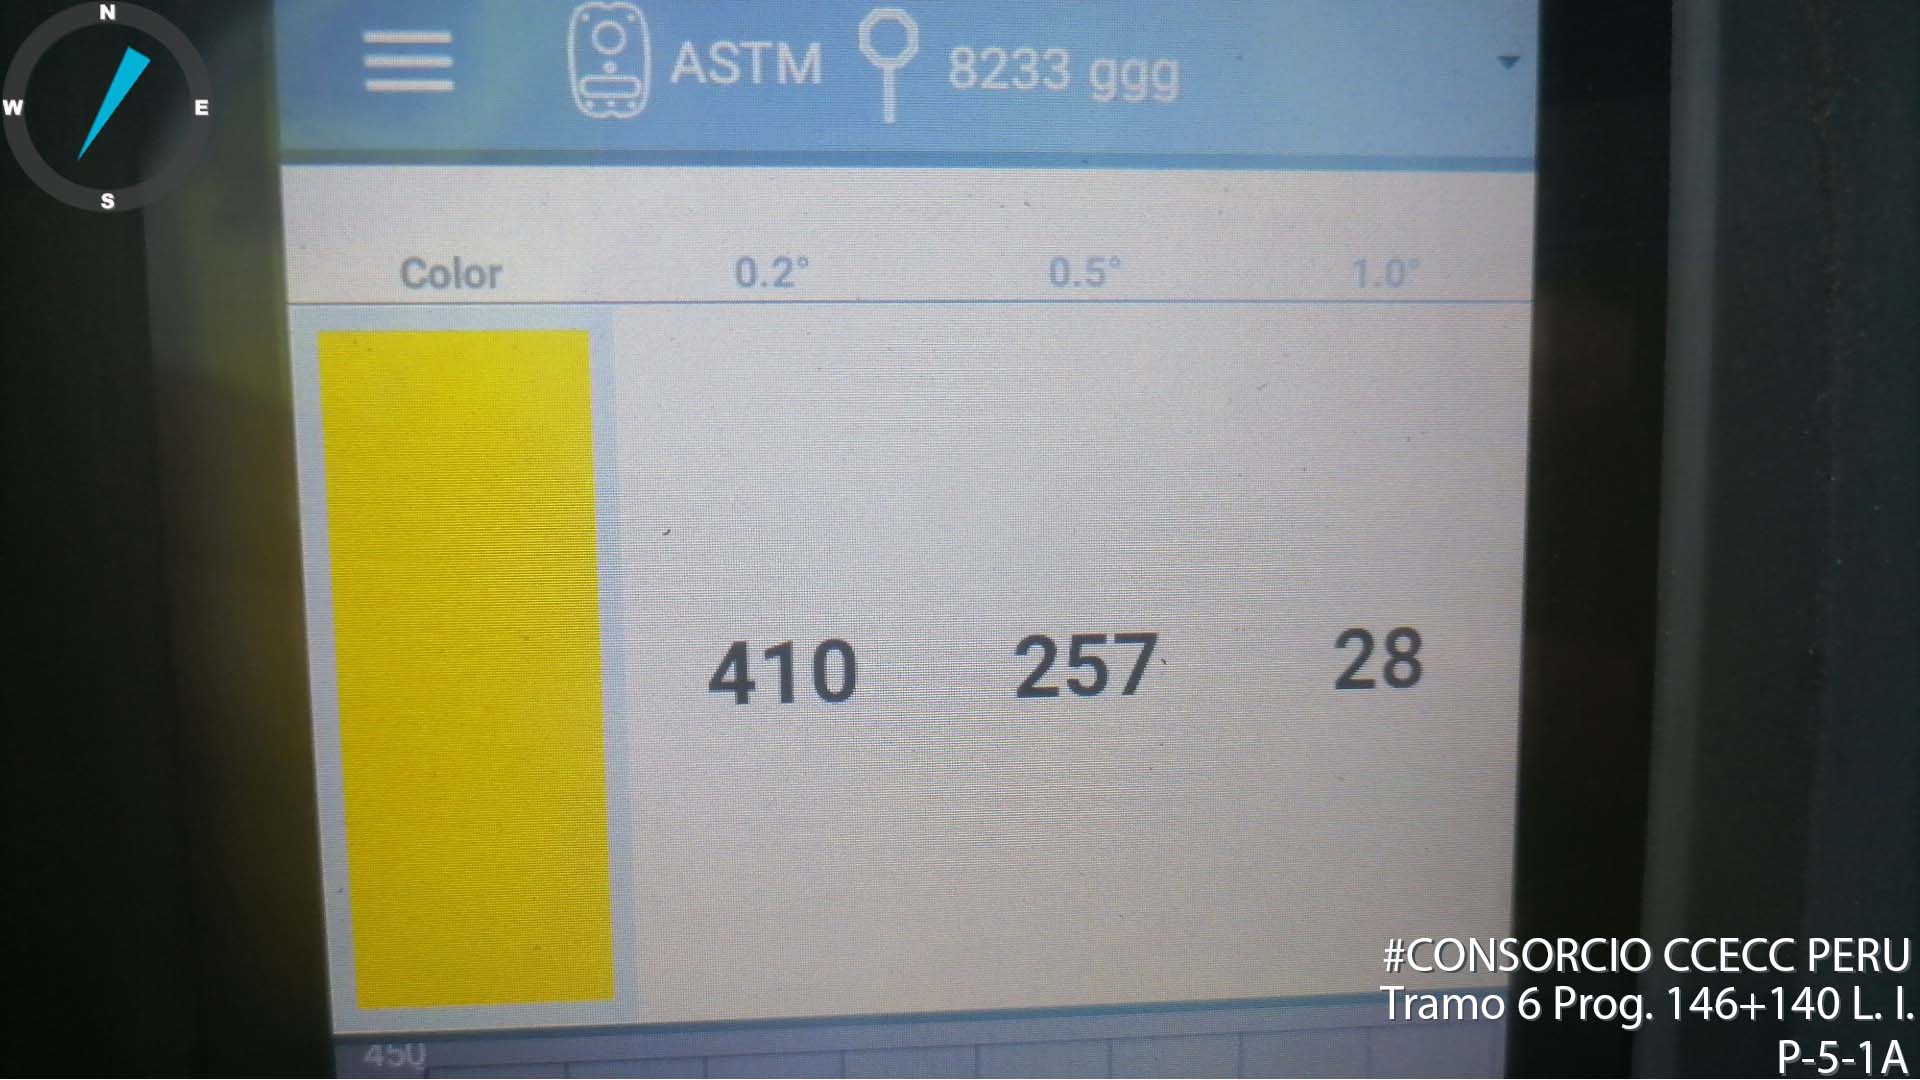 N
W E
S
ASTM 8233 ggg
Color 0.2° 0.5° 1.0°
410 257 28
450
#CONSORCIO CCECC PERU
Tramo 6 Prog. 146+140 L. I.
P-5-1A